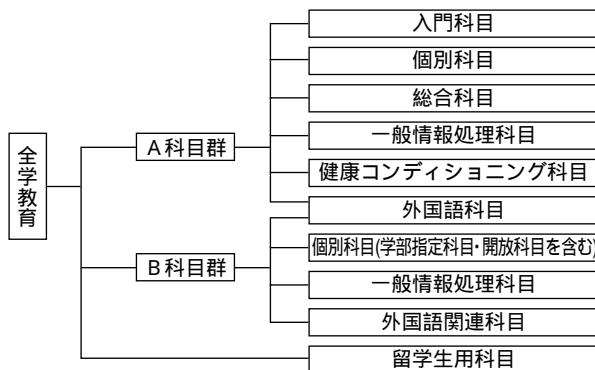 全学教育
A科目群
B科目群
入門科目
個別科目
総合科目
一般情報処理科目
健康コンディショニング科目
外国語科目
個別科目(学部指定科目・開放科目を含む)
一般情報処理科目
外国語関連科目
留学生用科目